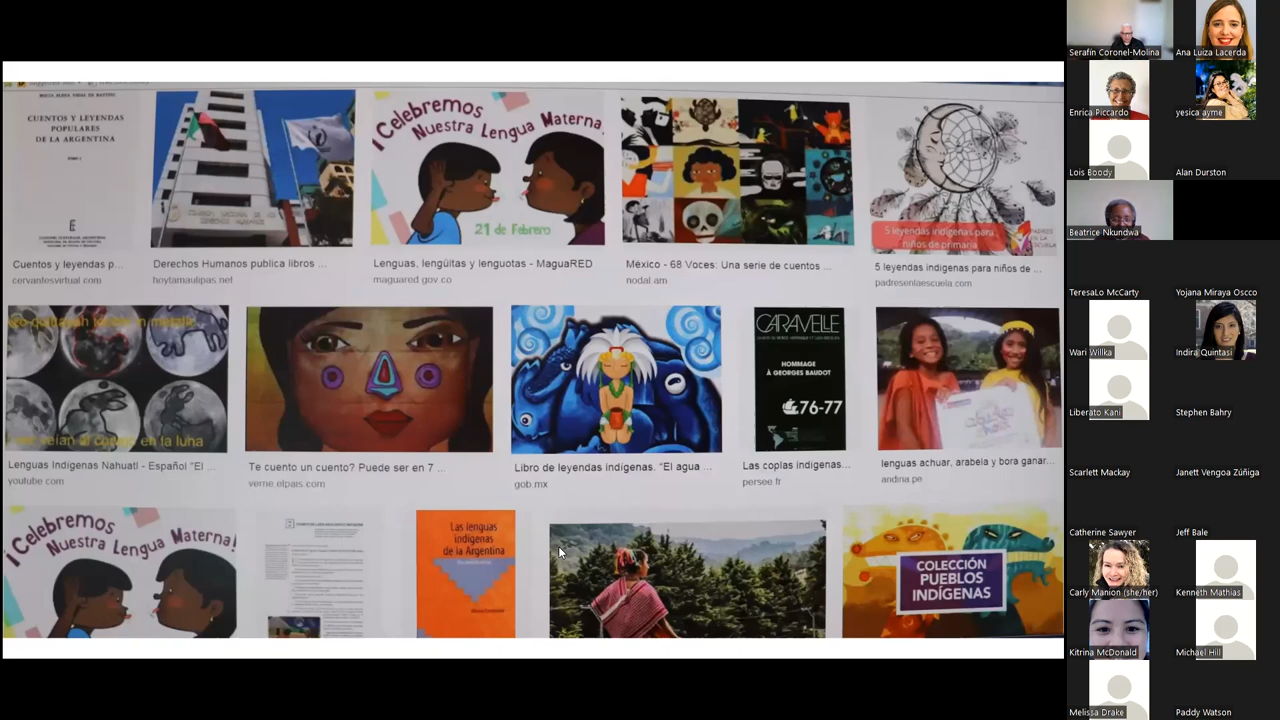 CUENTOS Y LEYENDAS
POPULARES
DE LA ARGENTINA
Cuentos y leyendas p...
cervantesvirtual.com
Derechos Humanos publica libros ...
hoytamaulipas.net
¡Celebremos
Nuestra Lengua Materna!
21 de Febrero
Lenguas, lengüitas y lenguotas - MaguaRED
maguared.gov.co
México - 68 Voces: Una serie de cuentos ...
nodal.am
5 leyendas indígenas para
niños de primaria
5 leyendas indigenas para niños de ...
padresenlaescuela.com
en la luna
Lenguas Indígenas Nahuatl - Español "El ...
youtube.com
Te cuento un cuento? Puede ser en 7 ...
verne.elpais.com
Libro de leyendas indígenas. "El agua ...
gob.mx
CARAVELLE
HOMMAGE
À GEORGES BAUDOT
76-77
Las coplas indígenas...
persee.fr
lenguas achuar, arabela y bora ganar...
andina.pe
¡Celebremos
Nuestra Lengua Materna!
Las lenguas
indígenas
de la Argentina
COLECCIÓN
PUEBLOS
INDÍGENAS
Serafín Coronel-Molina
Ana Luiza Lacerda
Enrica Piccardo
yesica ayme
Lois Boody
Alan Durston
Beatrice Nkundwa
TeresaLo McCarty
Yojana Miraya Oscco
Wari Willka
Indira Quintasi
Liberato Kani
Stephen Bahry
Scarlett Mackay
Janett Vengoa Zúñiga
Catherine Sawyer
Jeff Bale
Carly Manion (she/her)
Kenneth Mathias
Kitrina McDonald
Michael Hill
Melissa Drake
Paddy Watson